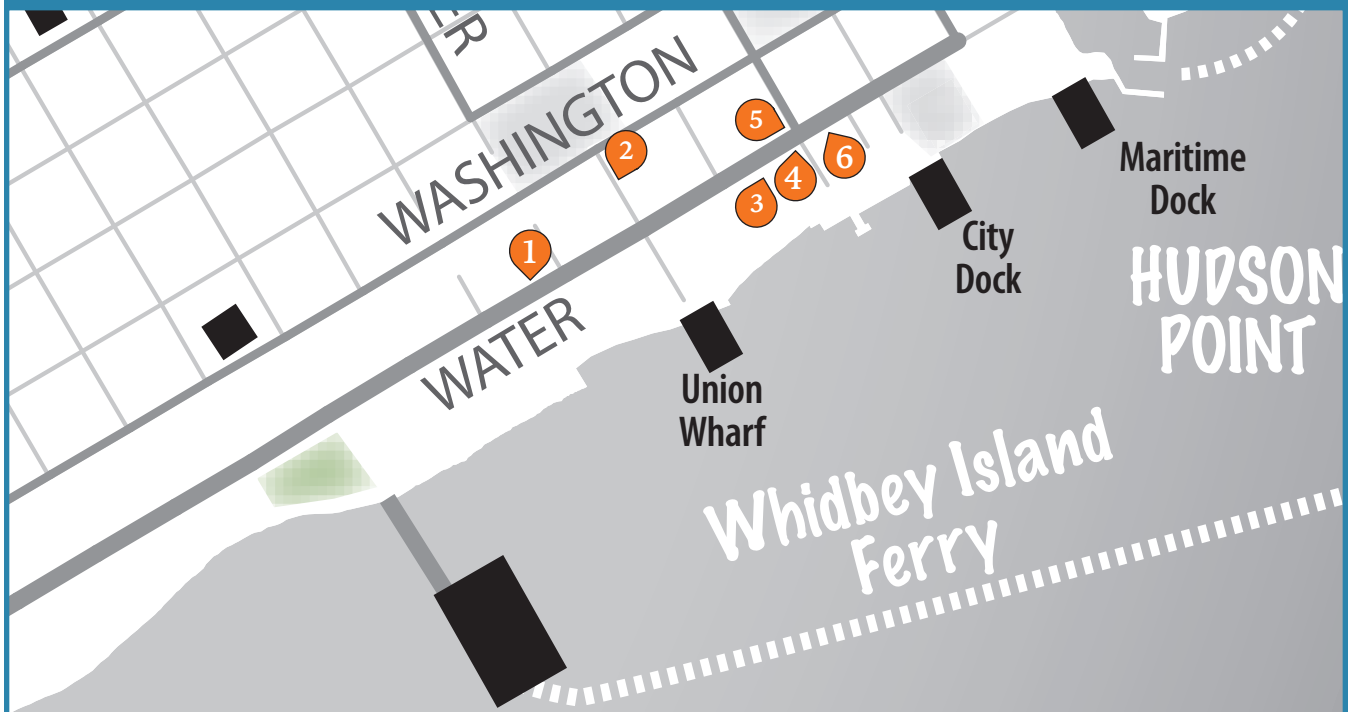 ER
WASHINGTON
5
2
6
4
3
1
Maritime
Dock
City
Dock
HUDSON
POINT
WATER
Union
Wharf
Whidbey Island
Ferry